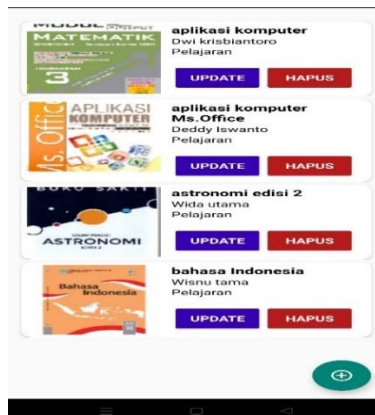 MATEMATIK
3
aplikasi komputer
Dwi krisbiantoro
Pelajaran
UPDATE HAPUS
Ms. Office
APLIKASI
KOMPUTER
aplikasi komputer
Ms.Office
Deddy Iswanto
Pelajaran
UPDATE HAPUS
BUKU SAKTI
OLIMPIADE
ASTRONOMI
astronomi edisi 2
Wida utama
Pelajaran
UPDATE HAPUS
Bahasa
Indonesia
bahasa Indonesia
Wisnu tama
Pelajaran
UPDATE HAPUS